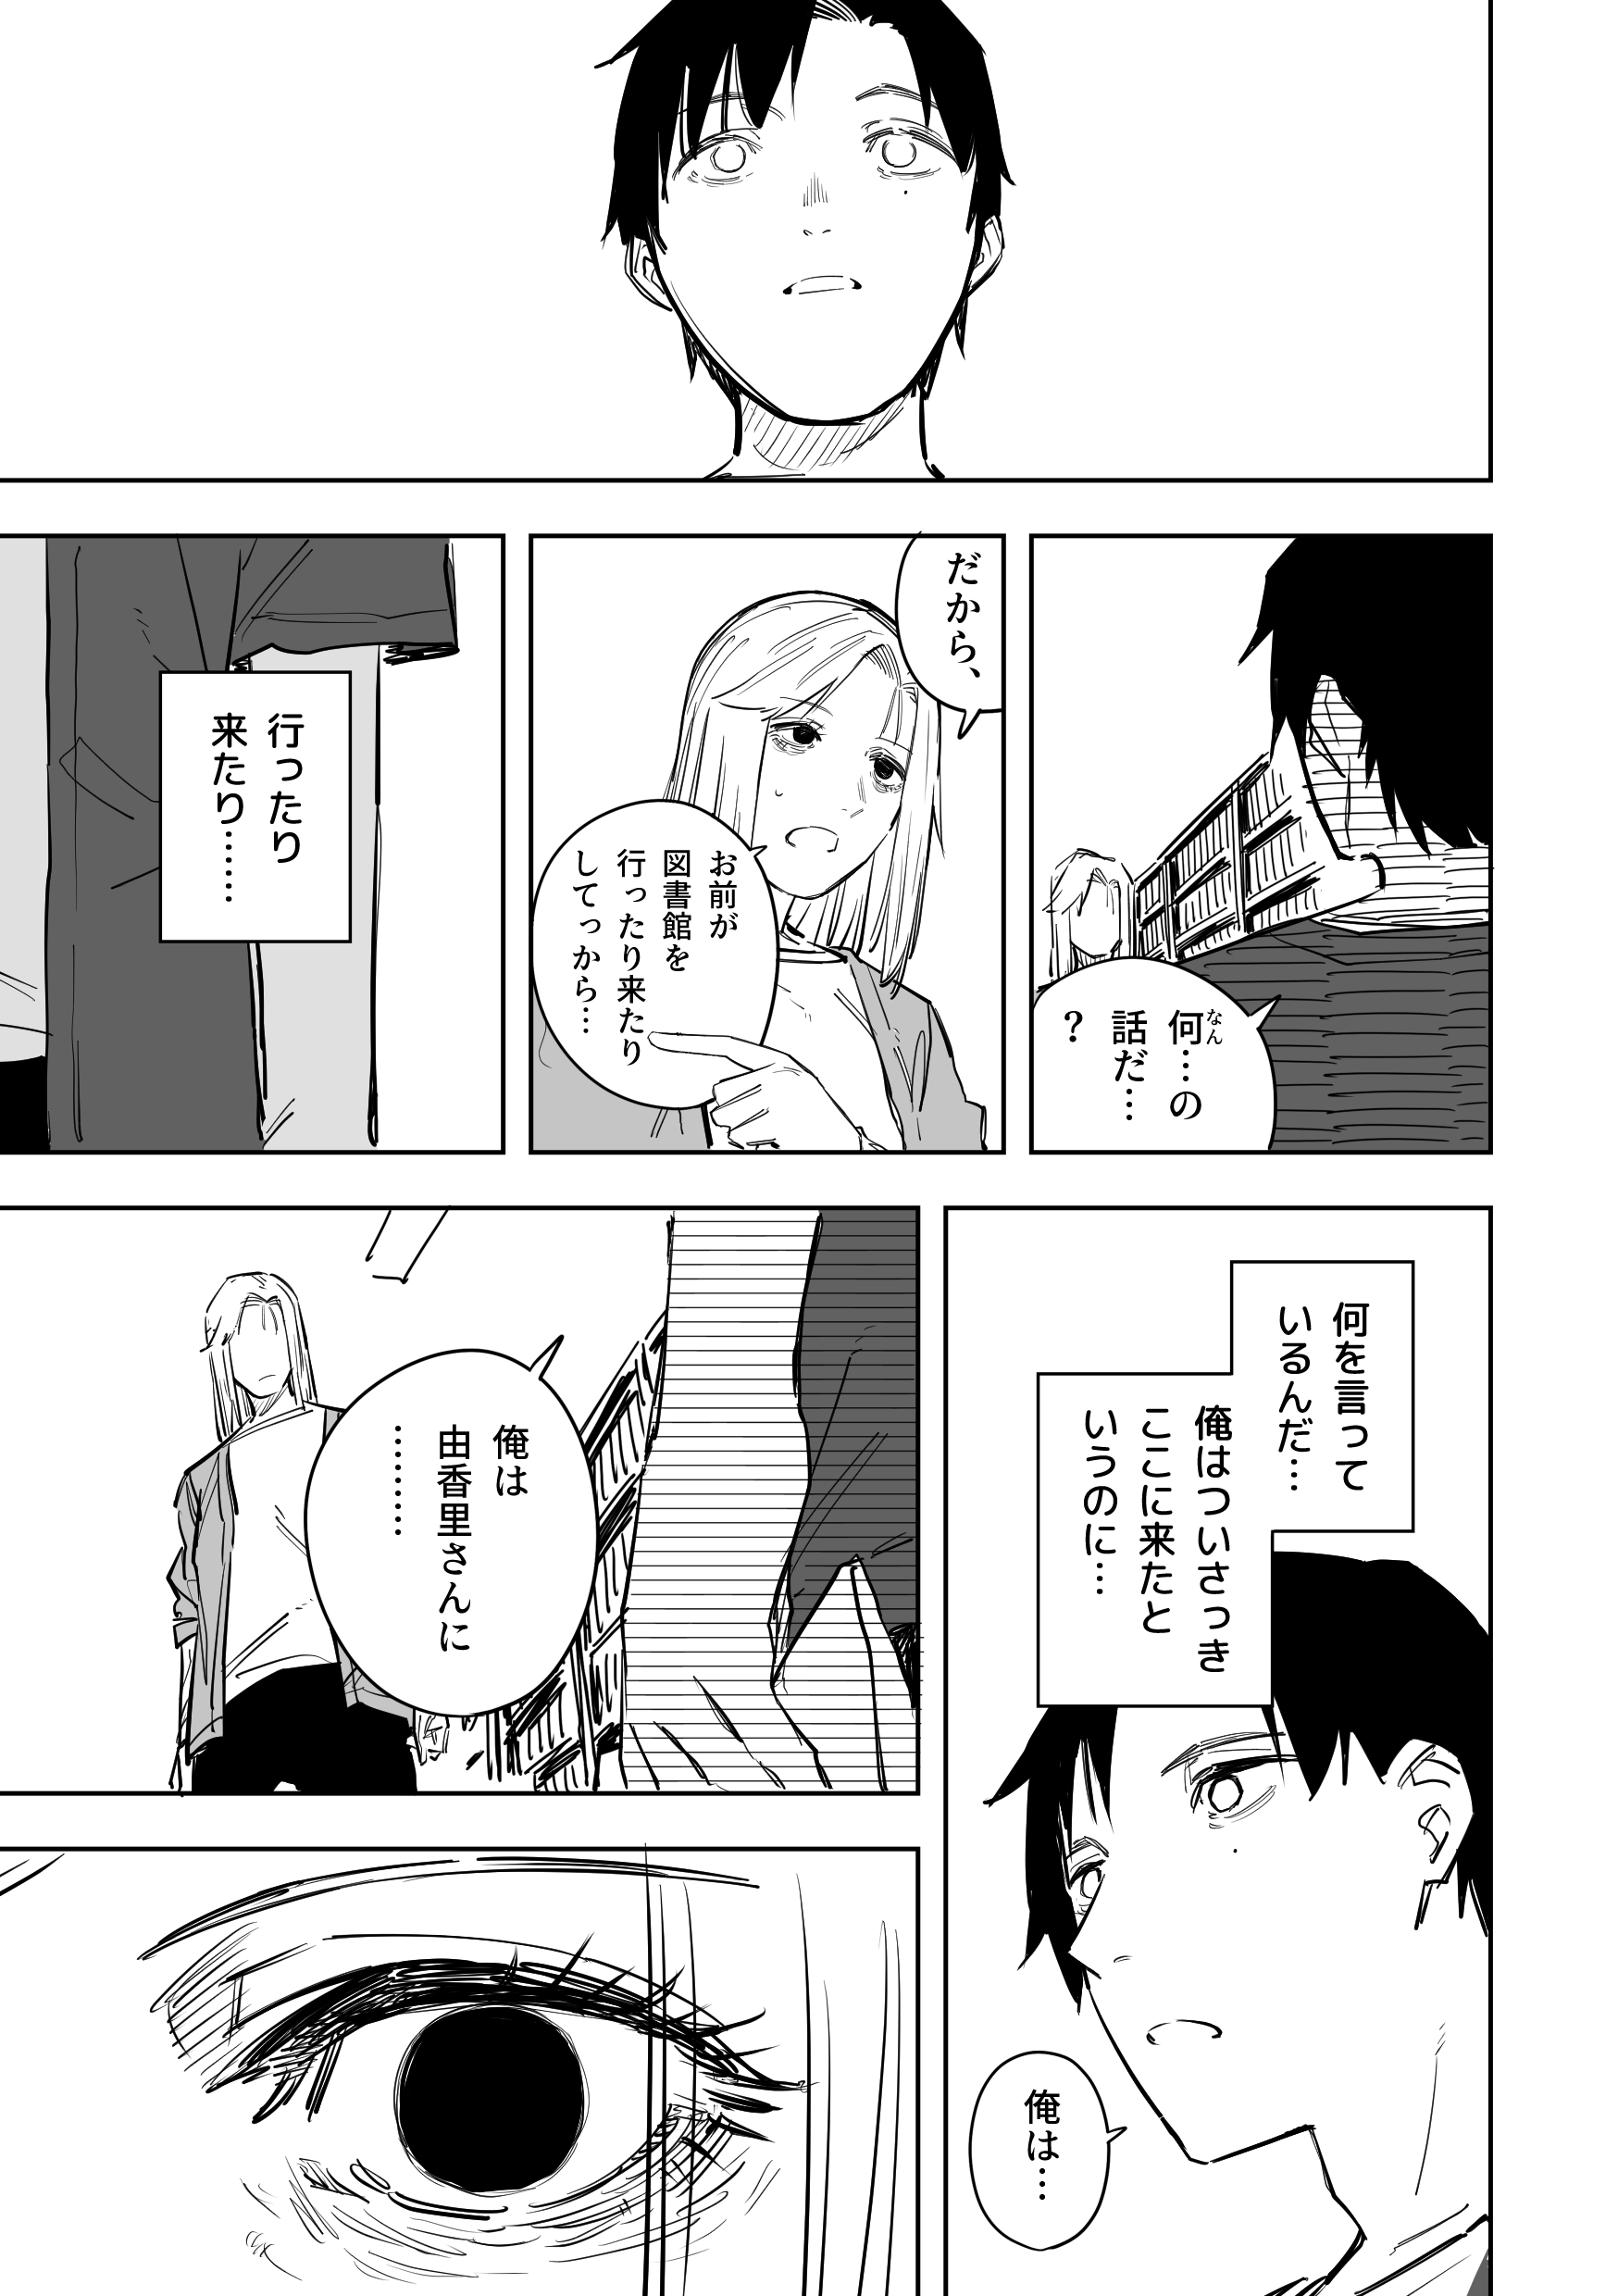 何…の
なん
話だ…
？
だから、
お前が
図書館を
行ったり来たり
してっから…
行ったり
来たり……
何を言って
いるんだ…
俺はついさっき
ここに来たと
いうのに…
俺は…
俺は
由香里さんに
………